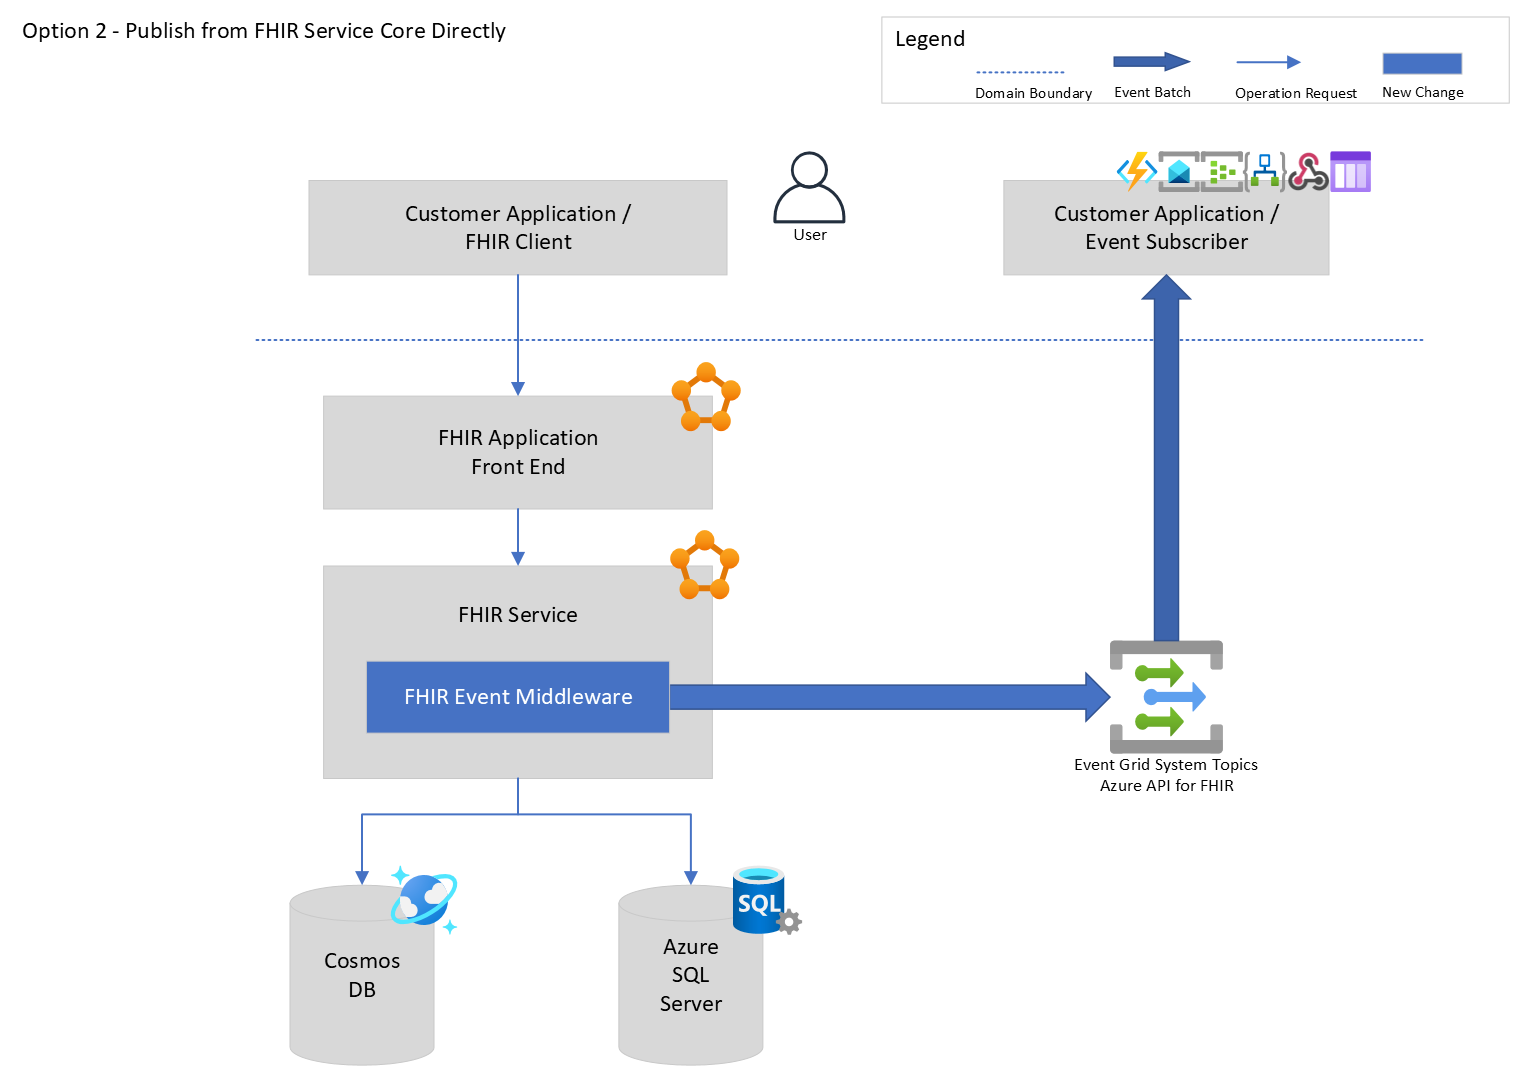 Option 2 - Publish from FHIR Service Core Directly
Legend
Domain Boundary
Event Batch
Operation Request
New Change
Customer Application /
FHIR Client
User
Customer Application /
Event Subscriber
FHIR Application
Front End
FHIR Service
FHIR Event Middleware
Event Grid System Topics
Azure API for FHIR
Cosmos
DB
SQL
Azure
SQL
Server